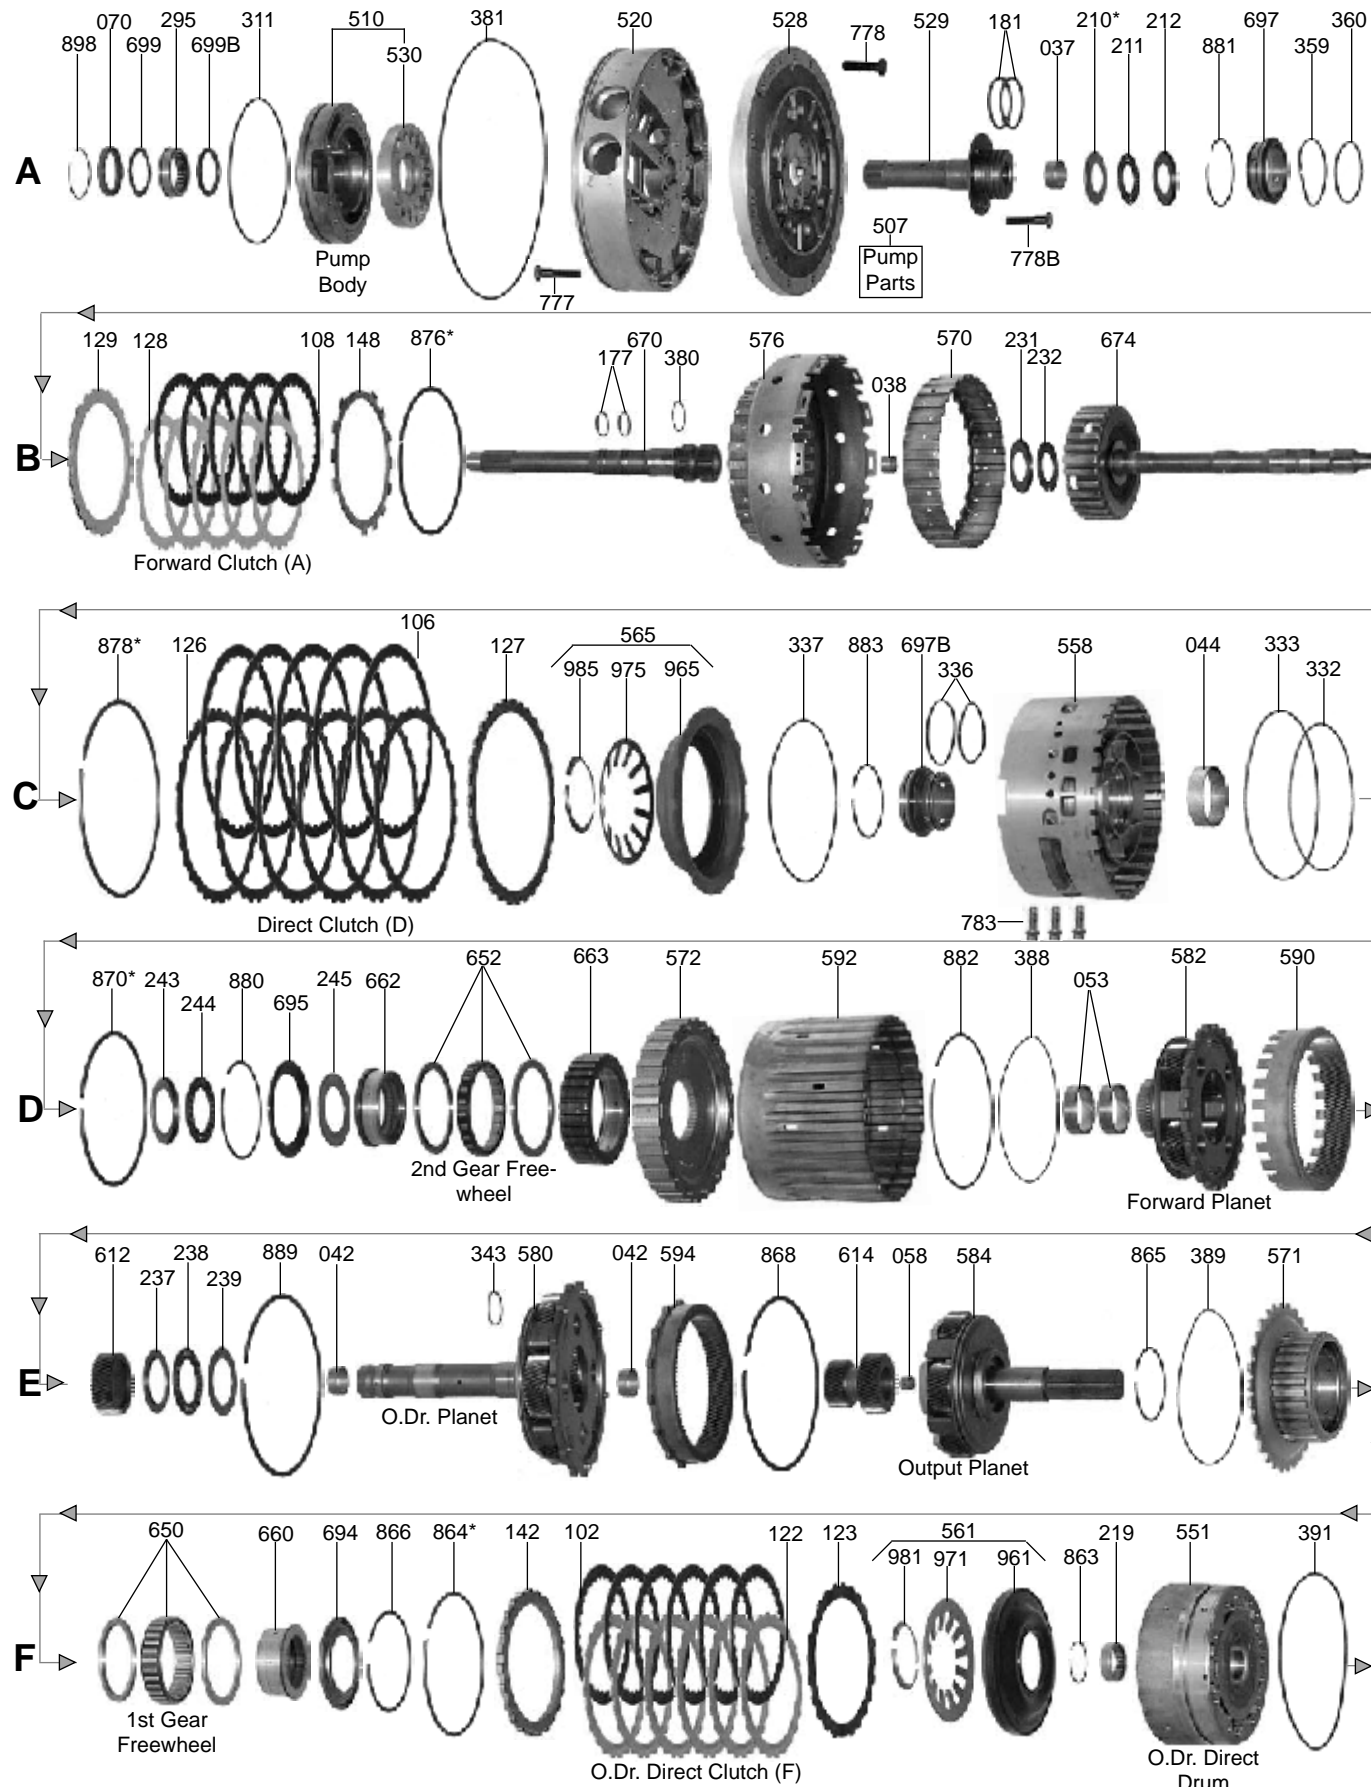 898 070 699 295 699B 311 510 530 381 520 528 778 529 181 037 210* 211 212 881 697 359 360
A
Pump
Body
777
507
Pump
Parts
778B
129 128 108 148 876* 177 670 380 576 038 570 231 232 674
B
Forward Clutch (A)
878* 126 106 127 565 985 975 965 337 883 697B 336 558 044 333 332
C
Direct Clutch (D)
783
870* 243 244 880 695 245 662 652 663 572 592 882 388 053 582 590
D
2nd Gear Free-
wheel
Forward Planet
612 237 238 239 889 042 343 580 042 594 868 614 058 584 865 389 571
E
O.Dr. Planet
Output Planet
650 660 694 866 864* 142 102 122 123 561 981 971 961 863 219 551 391
F
1st Gear
Freewheel
O.Dr. Direct Clutch (F)
O.Dr. Direct
Drum